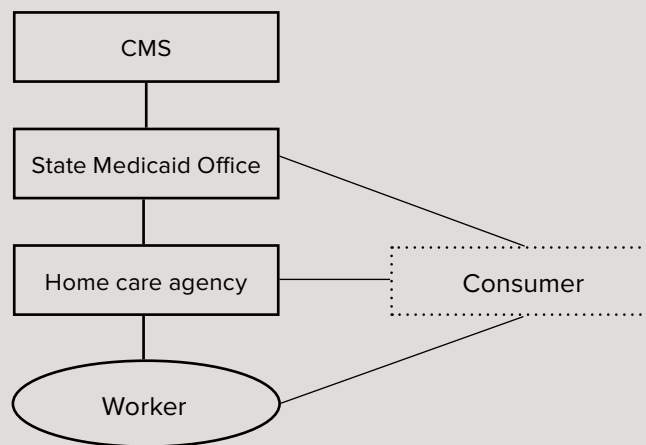 CMS
State Medicaid Office
Home care agency
Consumer
Worker